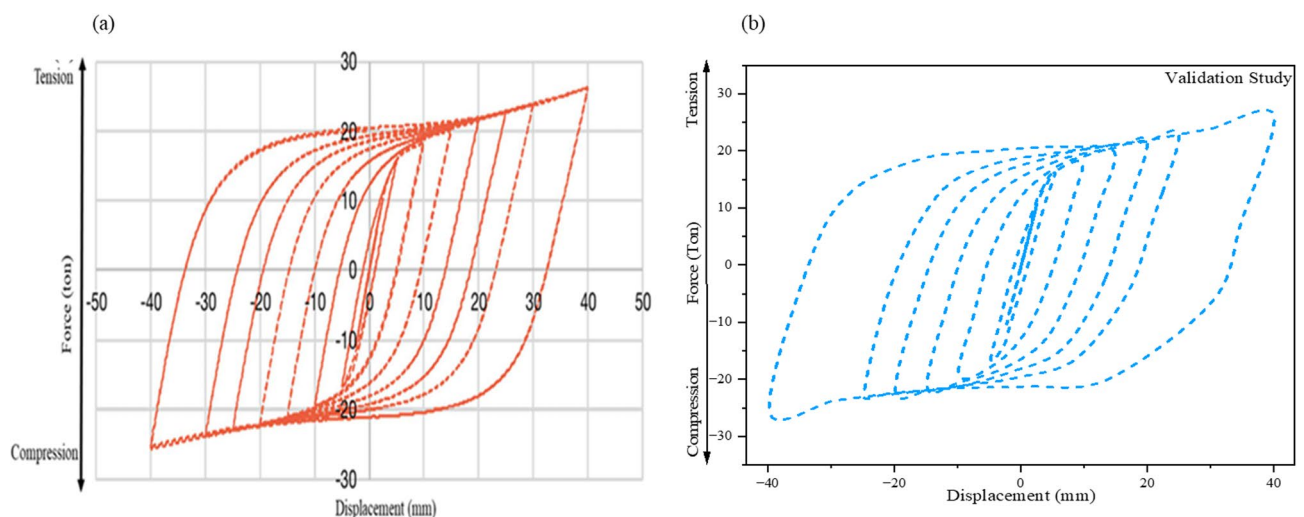 (a)
Tension
Force (ton)
Compression
30
20
10
0
-10
-20
-30
-50 -40 -30 -20 -10 0 10 20 30 40 50
Displacement (mm)
(b)
Validation Study
Tension
Force (Ton)
Compression
30
20
10
0
−10
−20
−30
−40 −20 0 20 40
Displacement (mm)